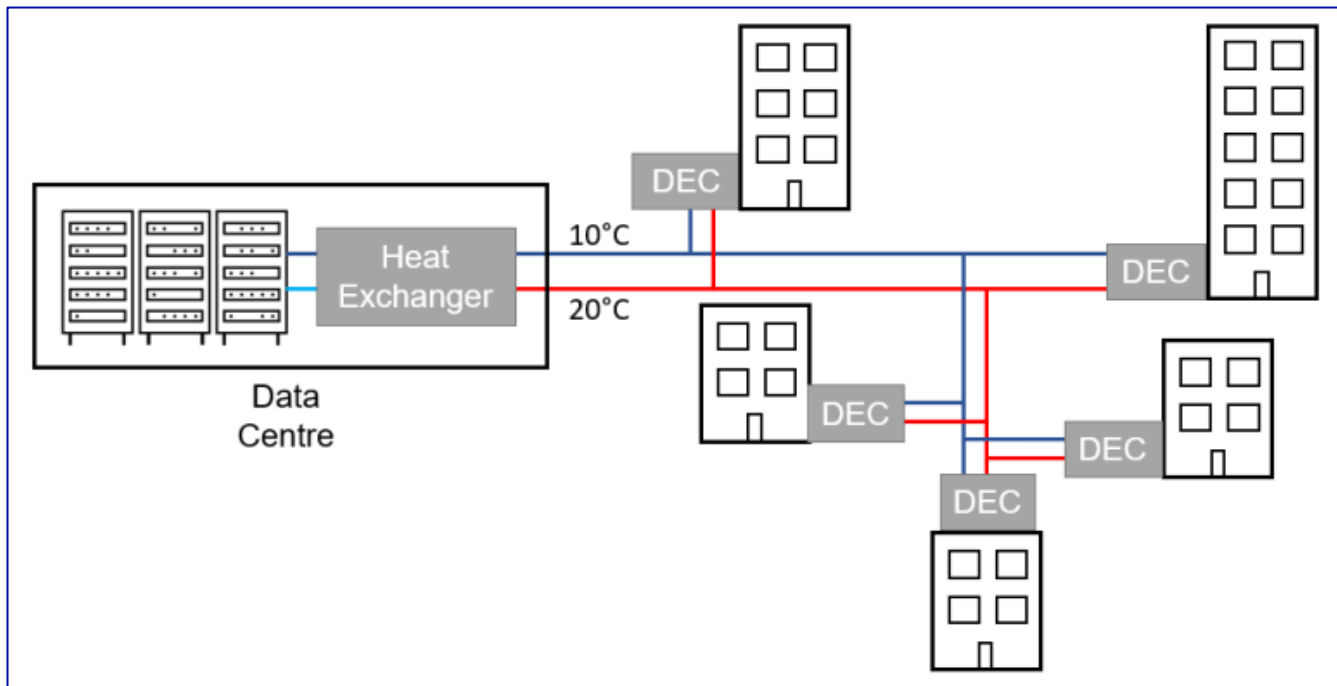 DEC
10°C
Heat
Exchanger
DEC
20°C
Data
Centre
DEC
DEC
DEC